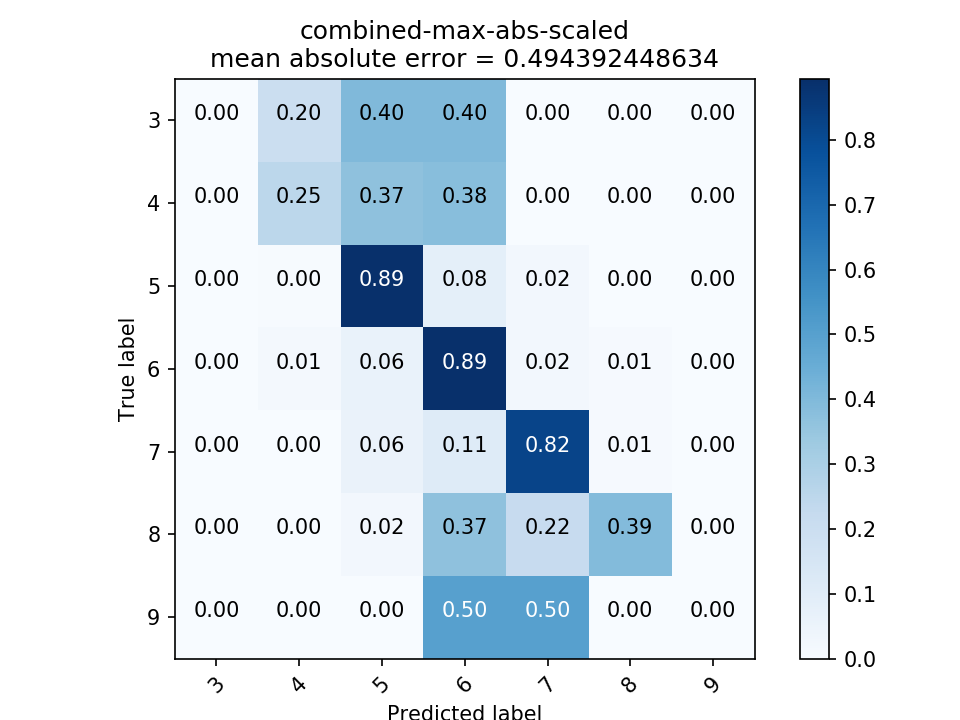 combined-max-abs-scaled
mean absolute error = 0.494392448634
3 0.00 0.20 0.40 0.40 0.00 0.00 0.00
4 0.00 0.25 0.37 0.38 0.00 0.00 0.00
5 0.00 0.00 0.89 0.08 0.02 0.00 0.00
6 0.00 0.01 0.06 0.89 0.02 0.01 0.00
7 0.00 0.00 0.06 0.11 0.82 0.01 0.00
8 0.00 0.00 0.02 0.37 0.22 0.39 0.00
9 0.00 0.00 0.00 0.50 0.50 0.00 0.00
True label
3 4 5 6 7 8 9
Predicted label
0.8
0.7
0.6
0.5
0.4
0.3
0.2
0.1
0.0